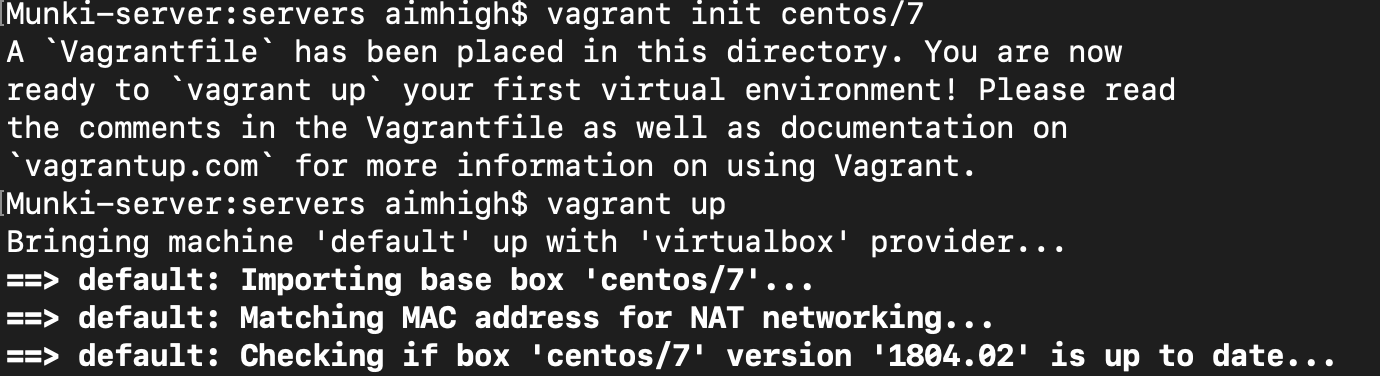 [Munki-server:servers aimhigh$ vagrant init centos/7
A `Vagrantfile` has been placed in this directory. You are now
ready to `vagrant up` your first virtual environment! Please read
the comments in the Vagrantfile as well as documentation on
`vagrantup.com` for more information on using Vagrant.
[Munki-server:servers aimhigh$ vagrant up
Bringing machine 'default' up with 'virtualbox' provider...
==> default: Importing base box 'centos/7'...
==> default: Matching MAC address for NAT networking...
==> default: Checking if box 'centos/7' version '1804.02' is up to date...